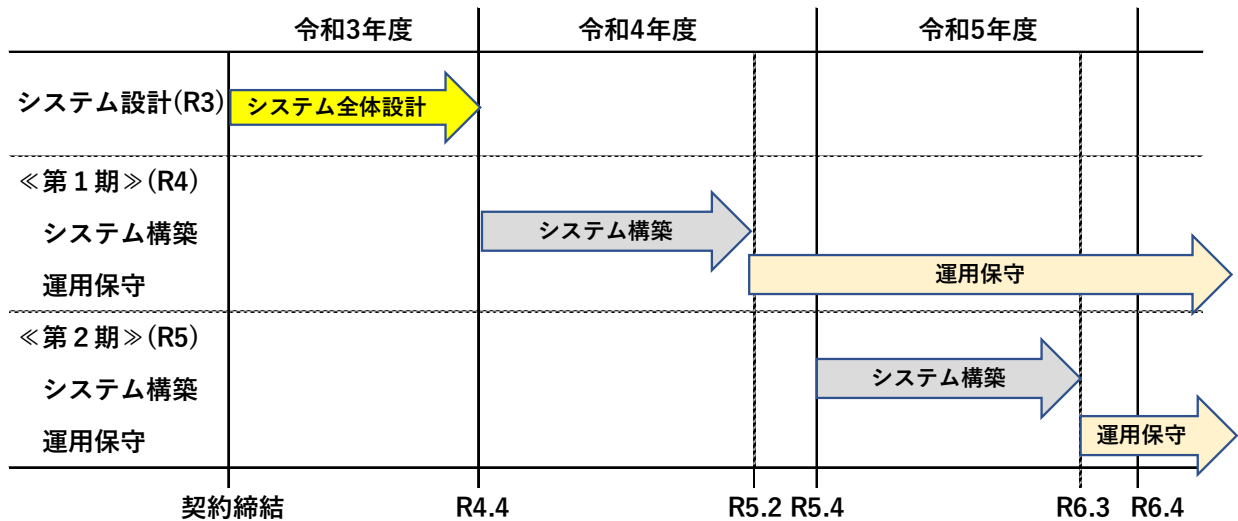 令和3年度 令和4年度 令和5年度
システム設計(R3) システム全体設計
≪第１期≫(R4)
システム構築 システム構築
運用保守 運用保守
≪第２期≫(R5)
システム構築 システム構築
運用保守 運用保守
契約締結 R4.4 R5.2 R5.4 R6.3 R6.4